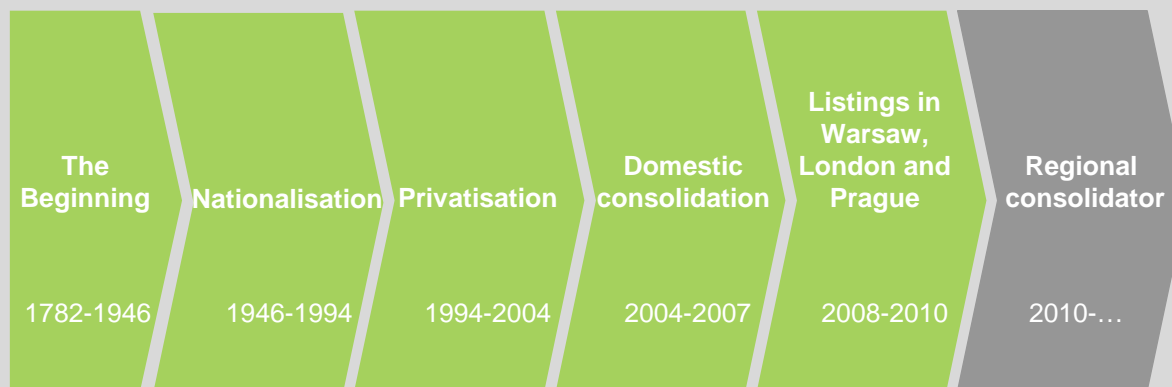 The
Beginning
1782-1946
Nationalisation
1946-1994
Privatisation
1994-2004
Domestic
consolidation
2004-2007
Listings in
Warsaw,
London and
Prague
2008-2010
Regional
consolidator
2010-…